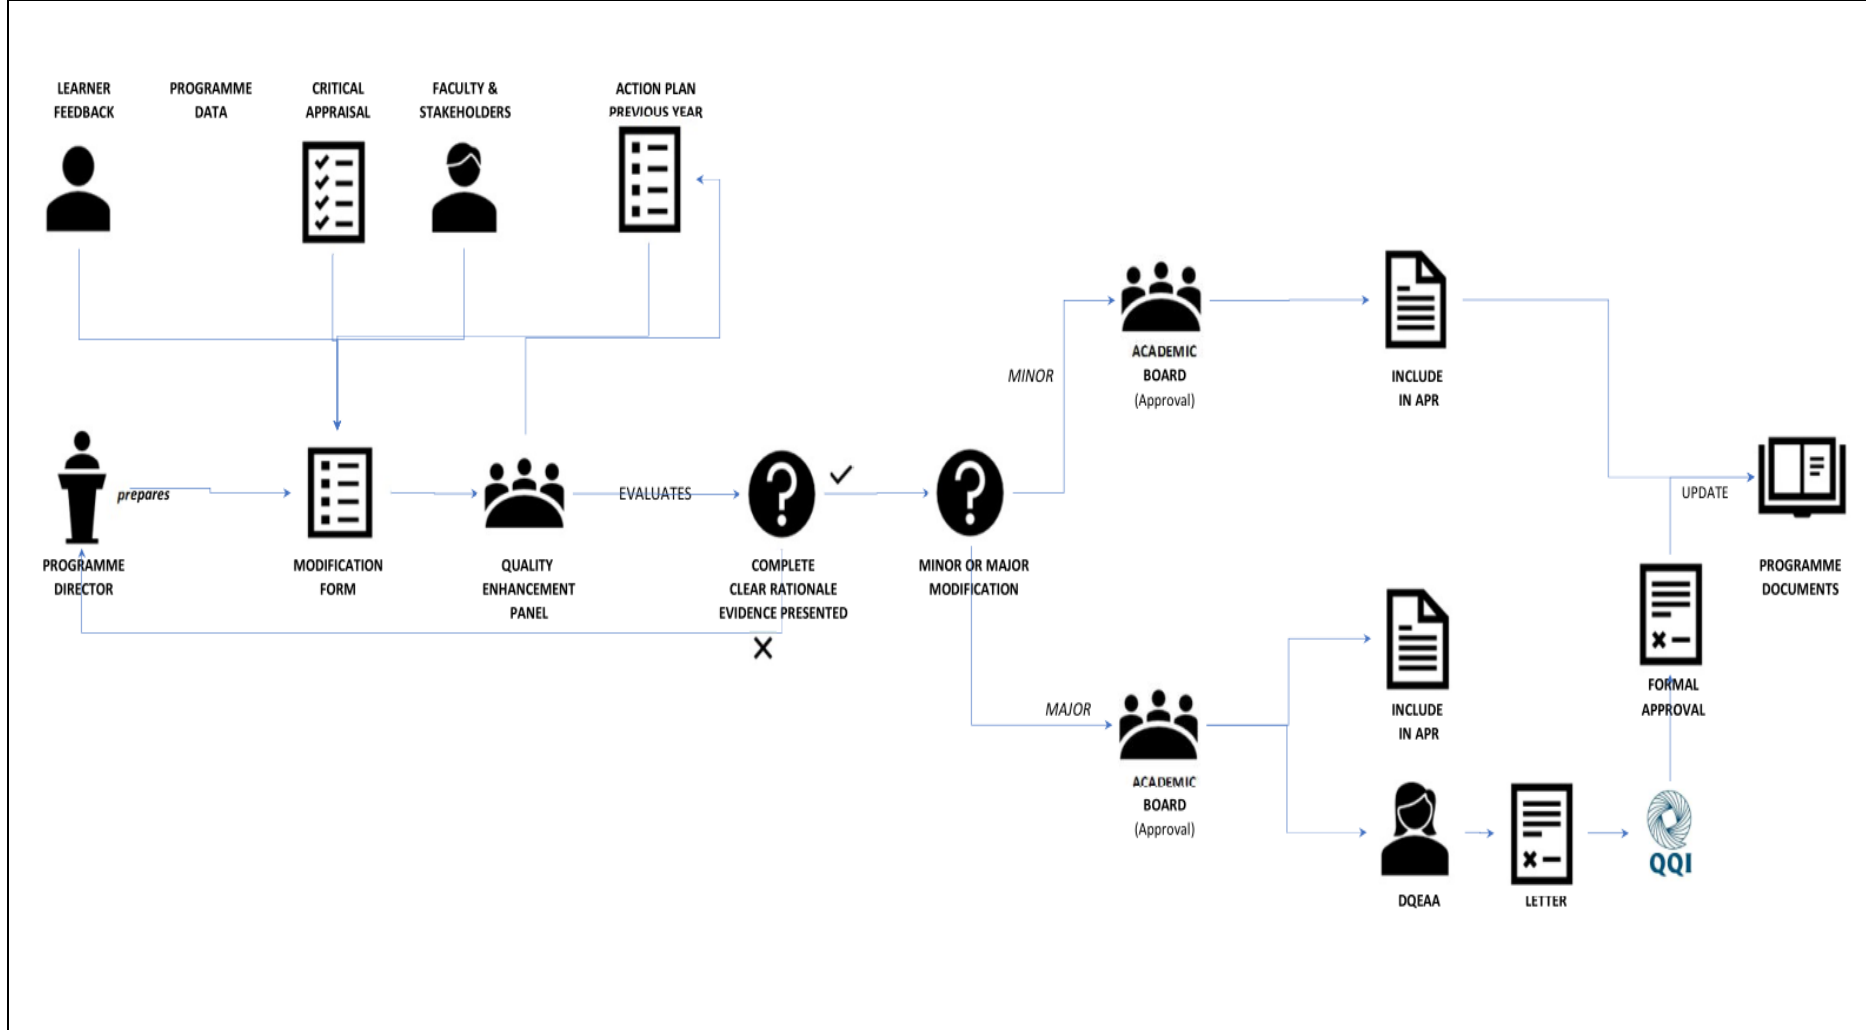 LEARNER
FEEDBACK
PROGRAMME
DATA
CRITICAL
APPRAISAL
FACULTY &
STAKEHOLDERS
ACTION PLAN
PREVIOUS YEAR
MINOR
ACADEMIC
BOARD
(Approval)
INCLUDE
IN APR
prepares
EVALUATES
UPDATE
PROGRAMME
DIRECTOR
MODIFICATION
FORM
QUALITY
ENHANCEMENT
PANEL
COMPLETE
CLEAR RATIONALE
EVIDENCE PRESENTED
MINOR OR MAJOR
MODIFICATION
PROGRAMME
DOCUMENTS
MAJOR
ACADEMIC
BOARD
(Approval)
INCLUDE
IN APR
FORMAL
APPROVAL
DQEAA
LETTER
QQI